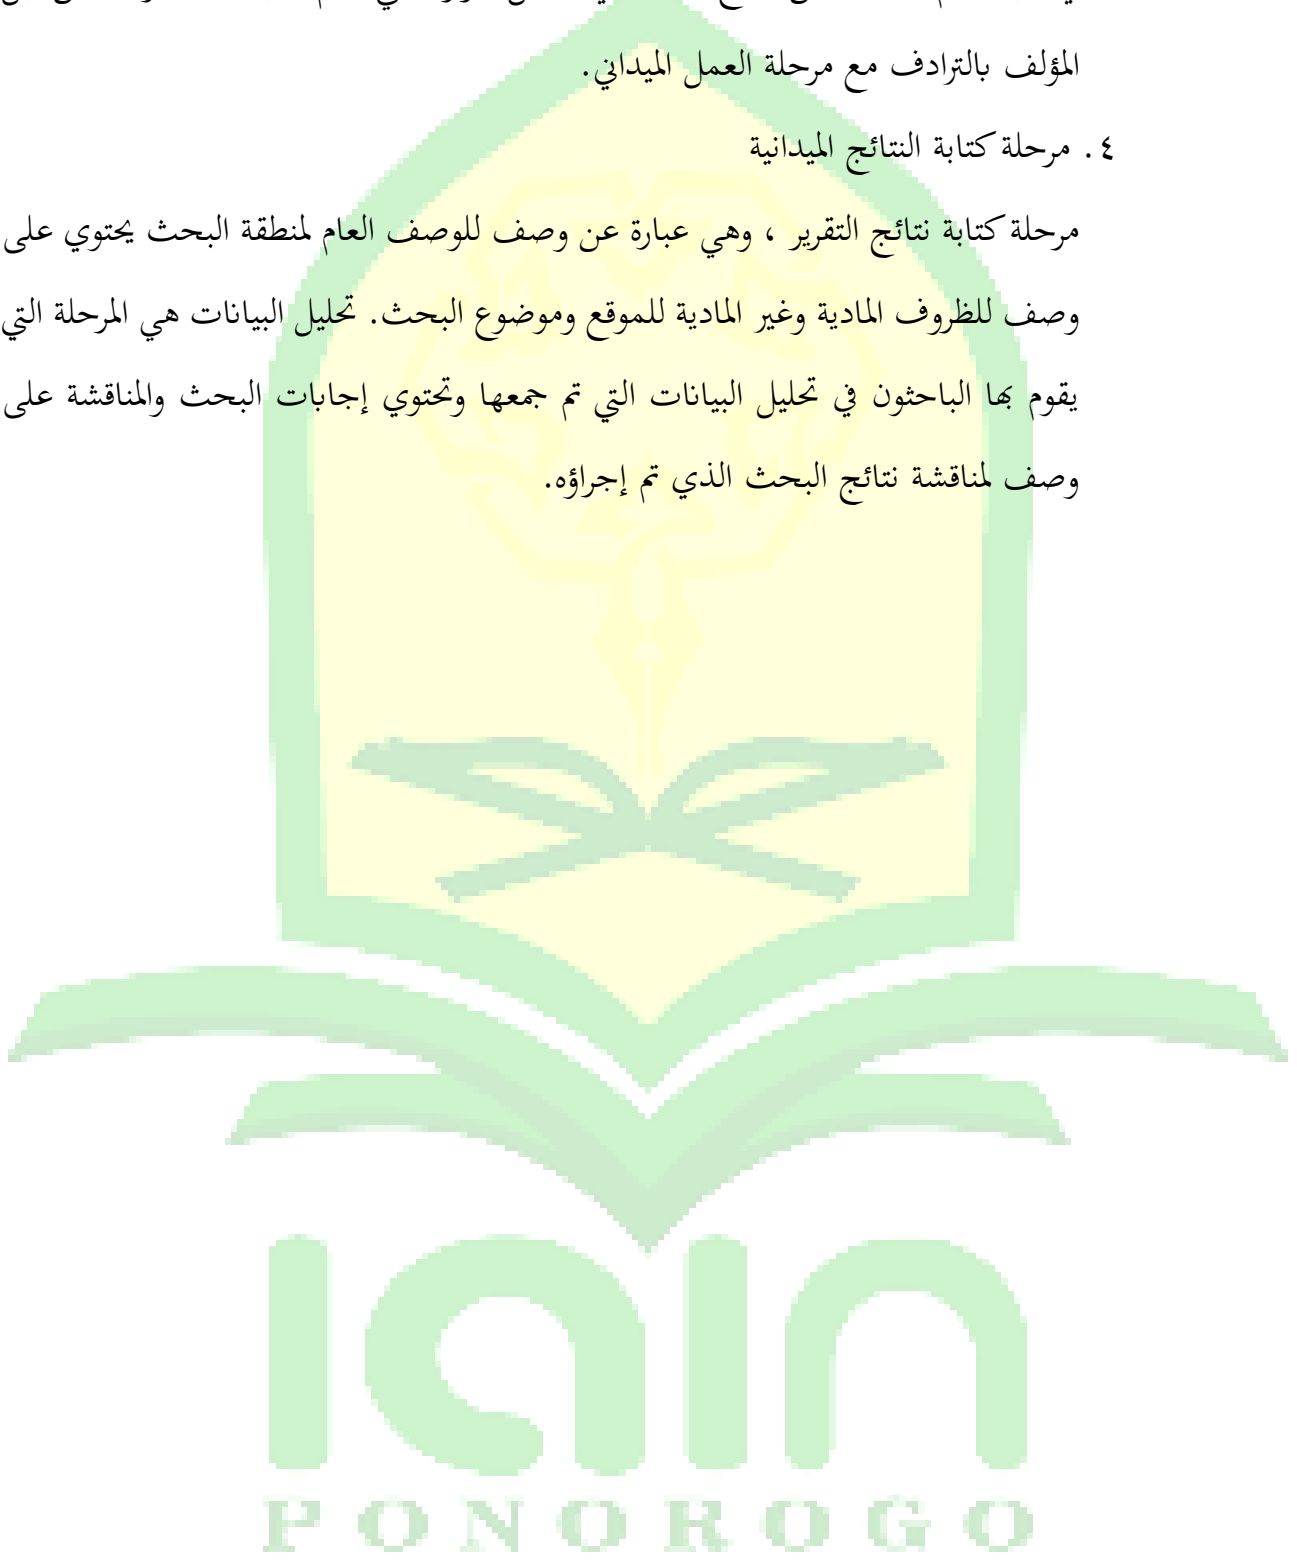 المؤلف بالترادف مع مرحلة العمل الميداني.
٤. مرحلة كتابة النتائج الميدانية
مرحلة كتابة نتائج التقرير ، وهي عبارة عن وصف للوصف العام لمنطقة البحث يحتوي على
وصف للظروف المادية وغير المادية للموقع وموضوع البحث. تحليل البيانات هي المرحلة التي
يقوم بها الباحثون في تحليل البيانات التي تم جمعها وتحتوي إجابات البحث والمناقشة على
وصف لمناقشة نتائج البحث الذي تم إجراؤه.
iain
PONOROGO